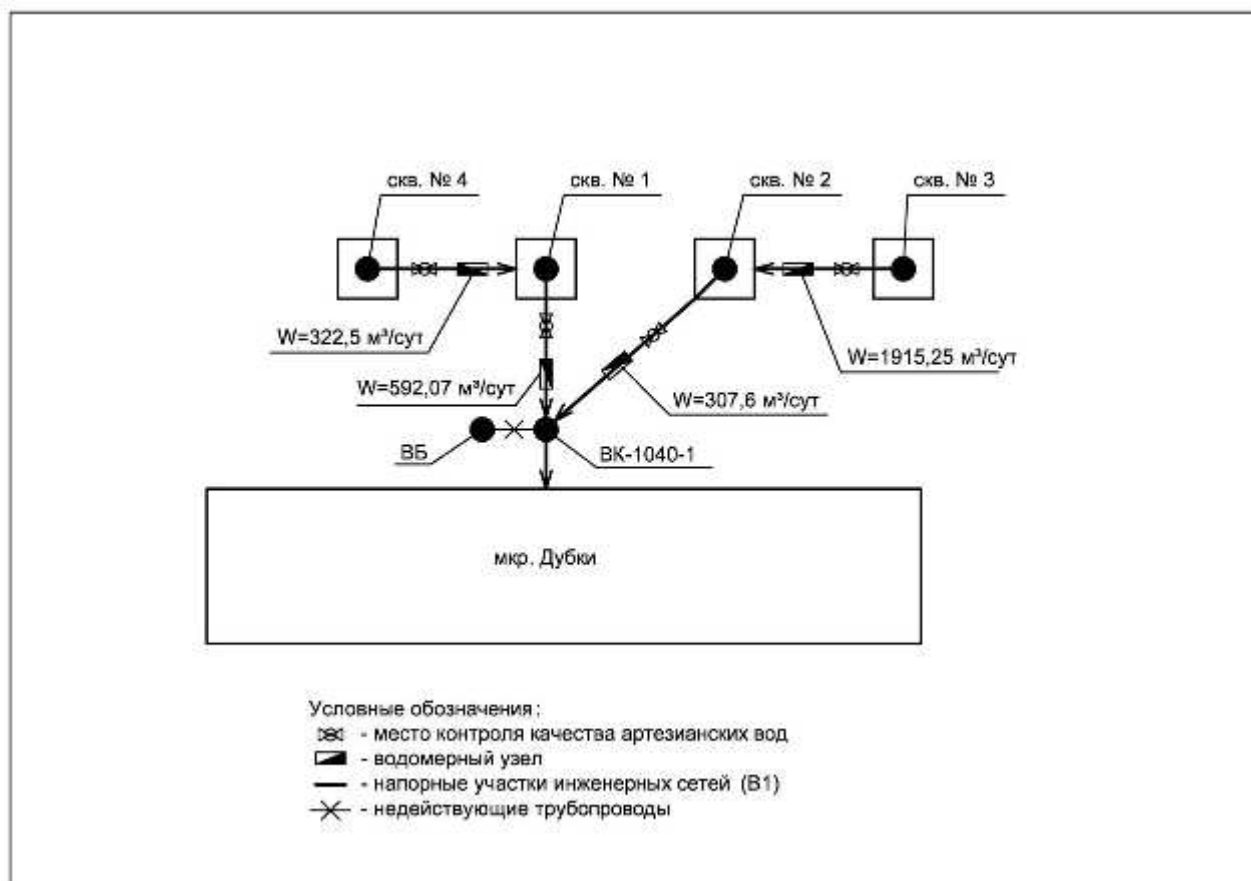 скв. № 4
скв. № 1
скв. № 2
скв. № 3
W=322,5 м³/сут
W=592,07 м³/сут
W=307,6 м³/сут
W=1915,25 м³/сут
ВБ
ВК-1040-1
мкр. Дубки
Условные обозначения:
- место контроля качества артезианских вод
- водомерный узел
- напорные участки инженерных сетей (В1)
- недействующие трубопроводы